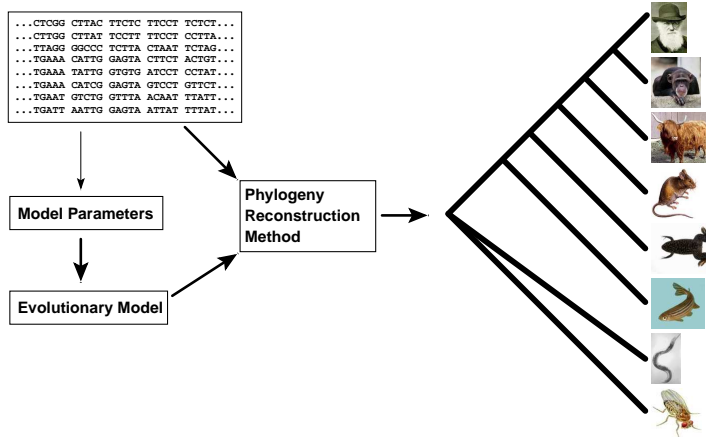 ...CTCGG CTTAC TTCTC TTCCT TCTCT...
...CTTGG CTTAT TCCTT TTCCT CCTTA...
...TTAGG GGCCC TCTTA CTAAT TCTAG...
...TGAAA CATTG GAGTA CTTCT ACTGT...
...TGAAA TATTG GTGTG ATCCT CCTAT...
...TGAAA CATCG GAGTA GTCCT GTTCT...
...TGAAT GTCTG GTTTA ACAAT TTATT...
...TGATT AATTG GAGTA ATTAT TTTAT...
Model Parameters
Evolutionary Model
Phylogeny
Reconstruction
Method